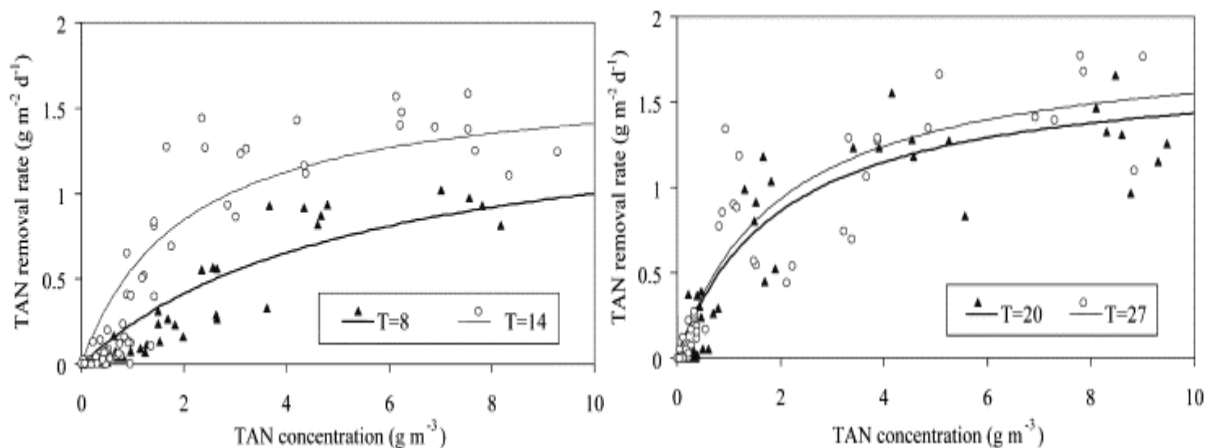 2
1.5
1
0.5
0
0 2 4 6 8 10
TAN removal rate (g m⁻² d⁻¹)
TAN concentration (g m⁻³)
T=8 T=14
2.0
1.5
1.0
0.5
0
0 2 4 6 8 10
TAN removal rate (g m⁻² d⁻¹)
TAN concentration (g m⁻³)
T=20 T=27